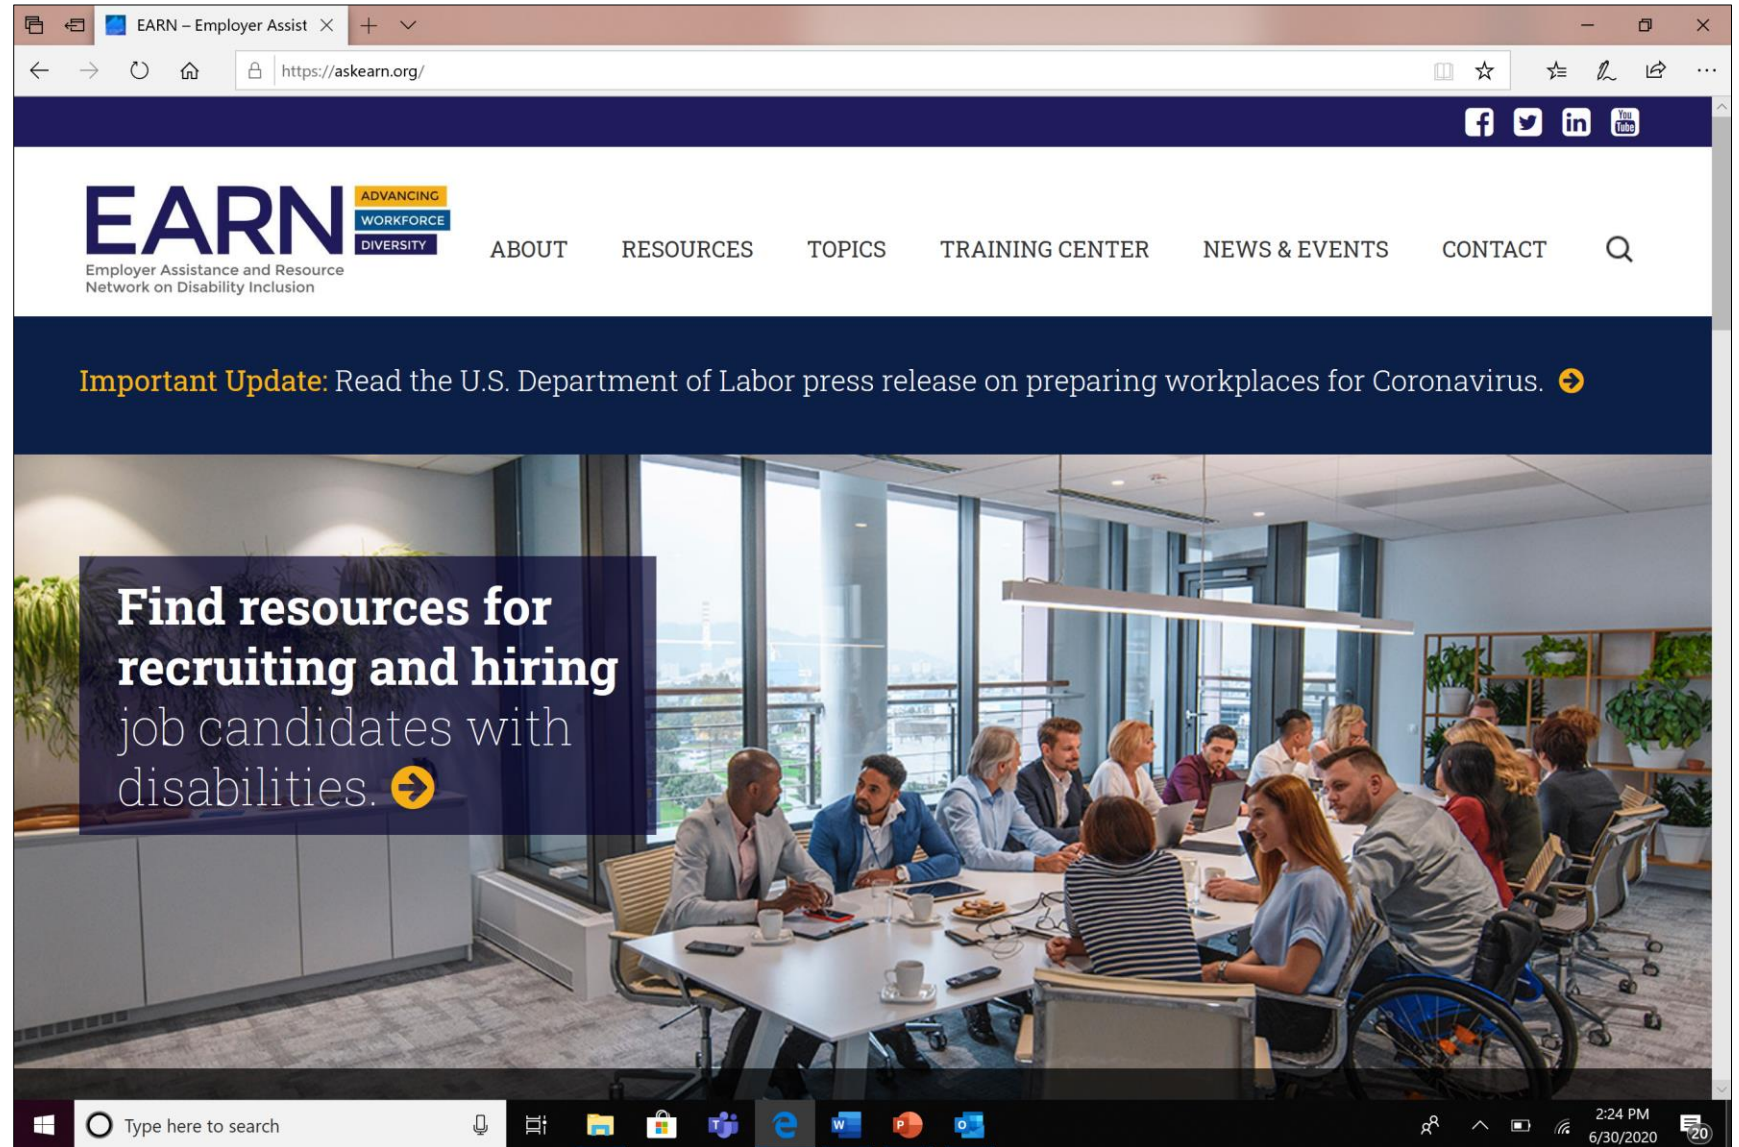 EARN – Employer Assist
https://askearn.org/
You
Tube
EARN
ADVANCING
WORKFORCE
DIVERSITY
Employer Assistance and Resource
Network on Disability Inclusion
ABOUT RESOURCES TOPICS TRAINING CENTER NEWS & EVENTS CONTACT
Important Update: Read the U.S. Department of Labor press release on preparing workplaces for Coronavirus.
Find resources for
recruiting and hiring
job candidates with
disabilities.
Type here to search
2:24 PM
6/30/2020
20